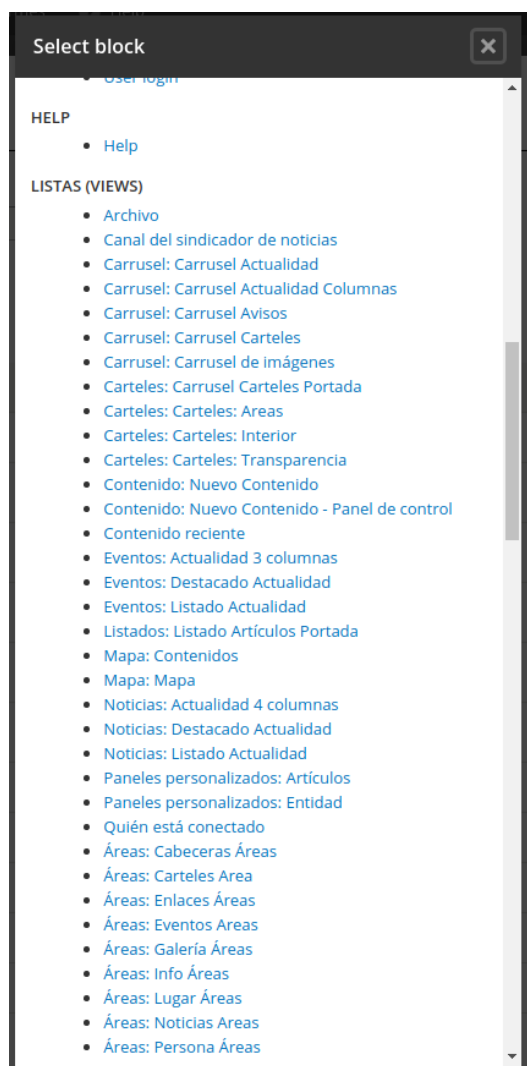 Select block
User login
HELP
Help
LISTAS (VIEWS)
Archivo
Canal del sindicador de noticias
Carrusel: Carrusel Actualidad
Carrusel: Carrusel Actualidad Columnas
Carrusel: Carrusel Avisos
Carrusel: Carrusel Carteles
Carrusel: Carrusel de imágenes
Carteles: Carrusel Carteles Portada
Carteles: Carteles: Areas
Carteles: Carteles: Interior
Carteles: Carteles: Transparencia
Contenido: Nuevo Contenido
Contenido: Nuevo Contenido - Panel de control
Contenido reciente
Eventos: Actualidad 3 columnas
Eventos: Destacado Actualidad
Eventos: Listado Actualidad
Listados: Listado Artículos Portada
Mapa: Contenidos
Mapa: Mapa
Noticias: Actualidad 4 columnas
Noticias: Destacado Actualidad
Noticias: Listado Actualidad
Paneles personalizados: Artículos
Paneles personalizados: Entidad
Quién está conectado
Áreas: Cabeceras Áreas
Áreas: Carteles Area
Áreas: Enlaces Áreas
Áreas: Eventos Areas
Áreas: Galería Áreas
Áreas: Info Áreas
Áreas: Lugar Áreas
Áreas: Noticias Areas
Áreas: Persona Áreas